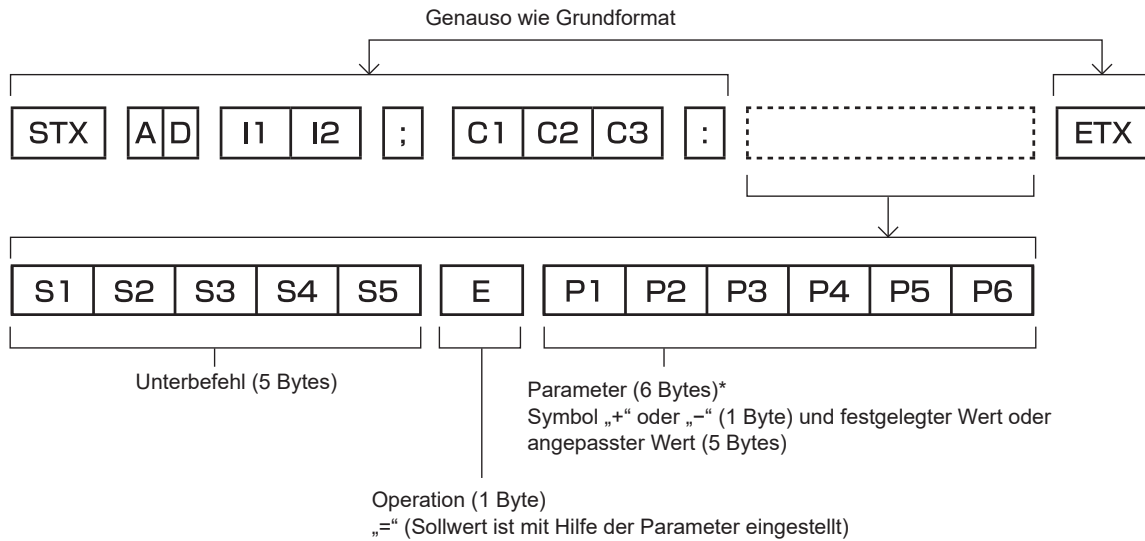 Genauso wie Grundformat
STX A D I1 I2 ; C1 C2 C3 : ETX
S1 S2 S3 S4 S5 E P1 P2 P3 P4 P5 P6
Unterbefehl (5 Bytes)
Parameter (6 Bytes)*
Symbol „+“ oder „−“ (1 Byte) und festgelegter Wert oder
angepasster Wert (5 Bytes)
Operation (1 Byte)
„=“ (Sollwert ist mit Hilfe der Parameter eingestellt)